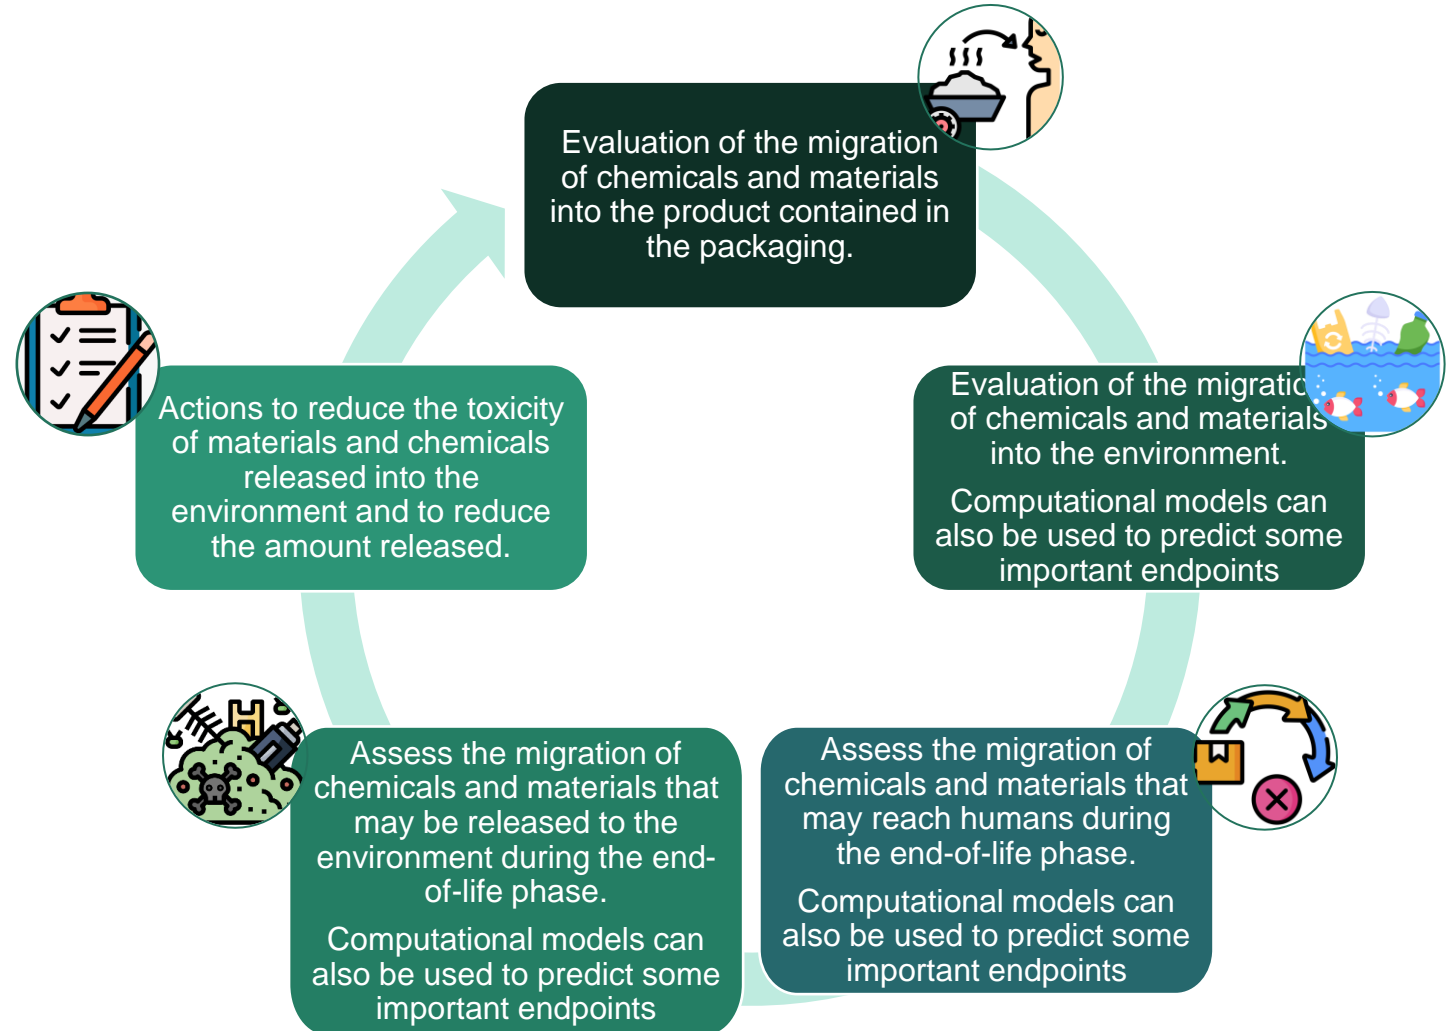 Evaluation of the migration
of chemicals and materials
into the product contained in
the packaging.
Evaluation of the migratio
of chemicals and materials
into the environment.
Computational models can
also be used to predict some
important endpoints
Assess the migration of
chemicals and materials that
may reach humans during
the end-of-life phase.
Computational models can
also be used to predict some
important endpoints
Assess the migration of
chemicals and materials that
may be released to the
environment during the end-
of-life phase.
Computational models can
also be used to predict some
important endpoints
Actions to reduce the toxicity
of materials and chemicals
released into the
environment and to reduce
the amount released.